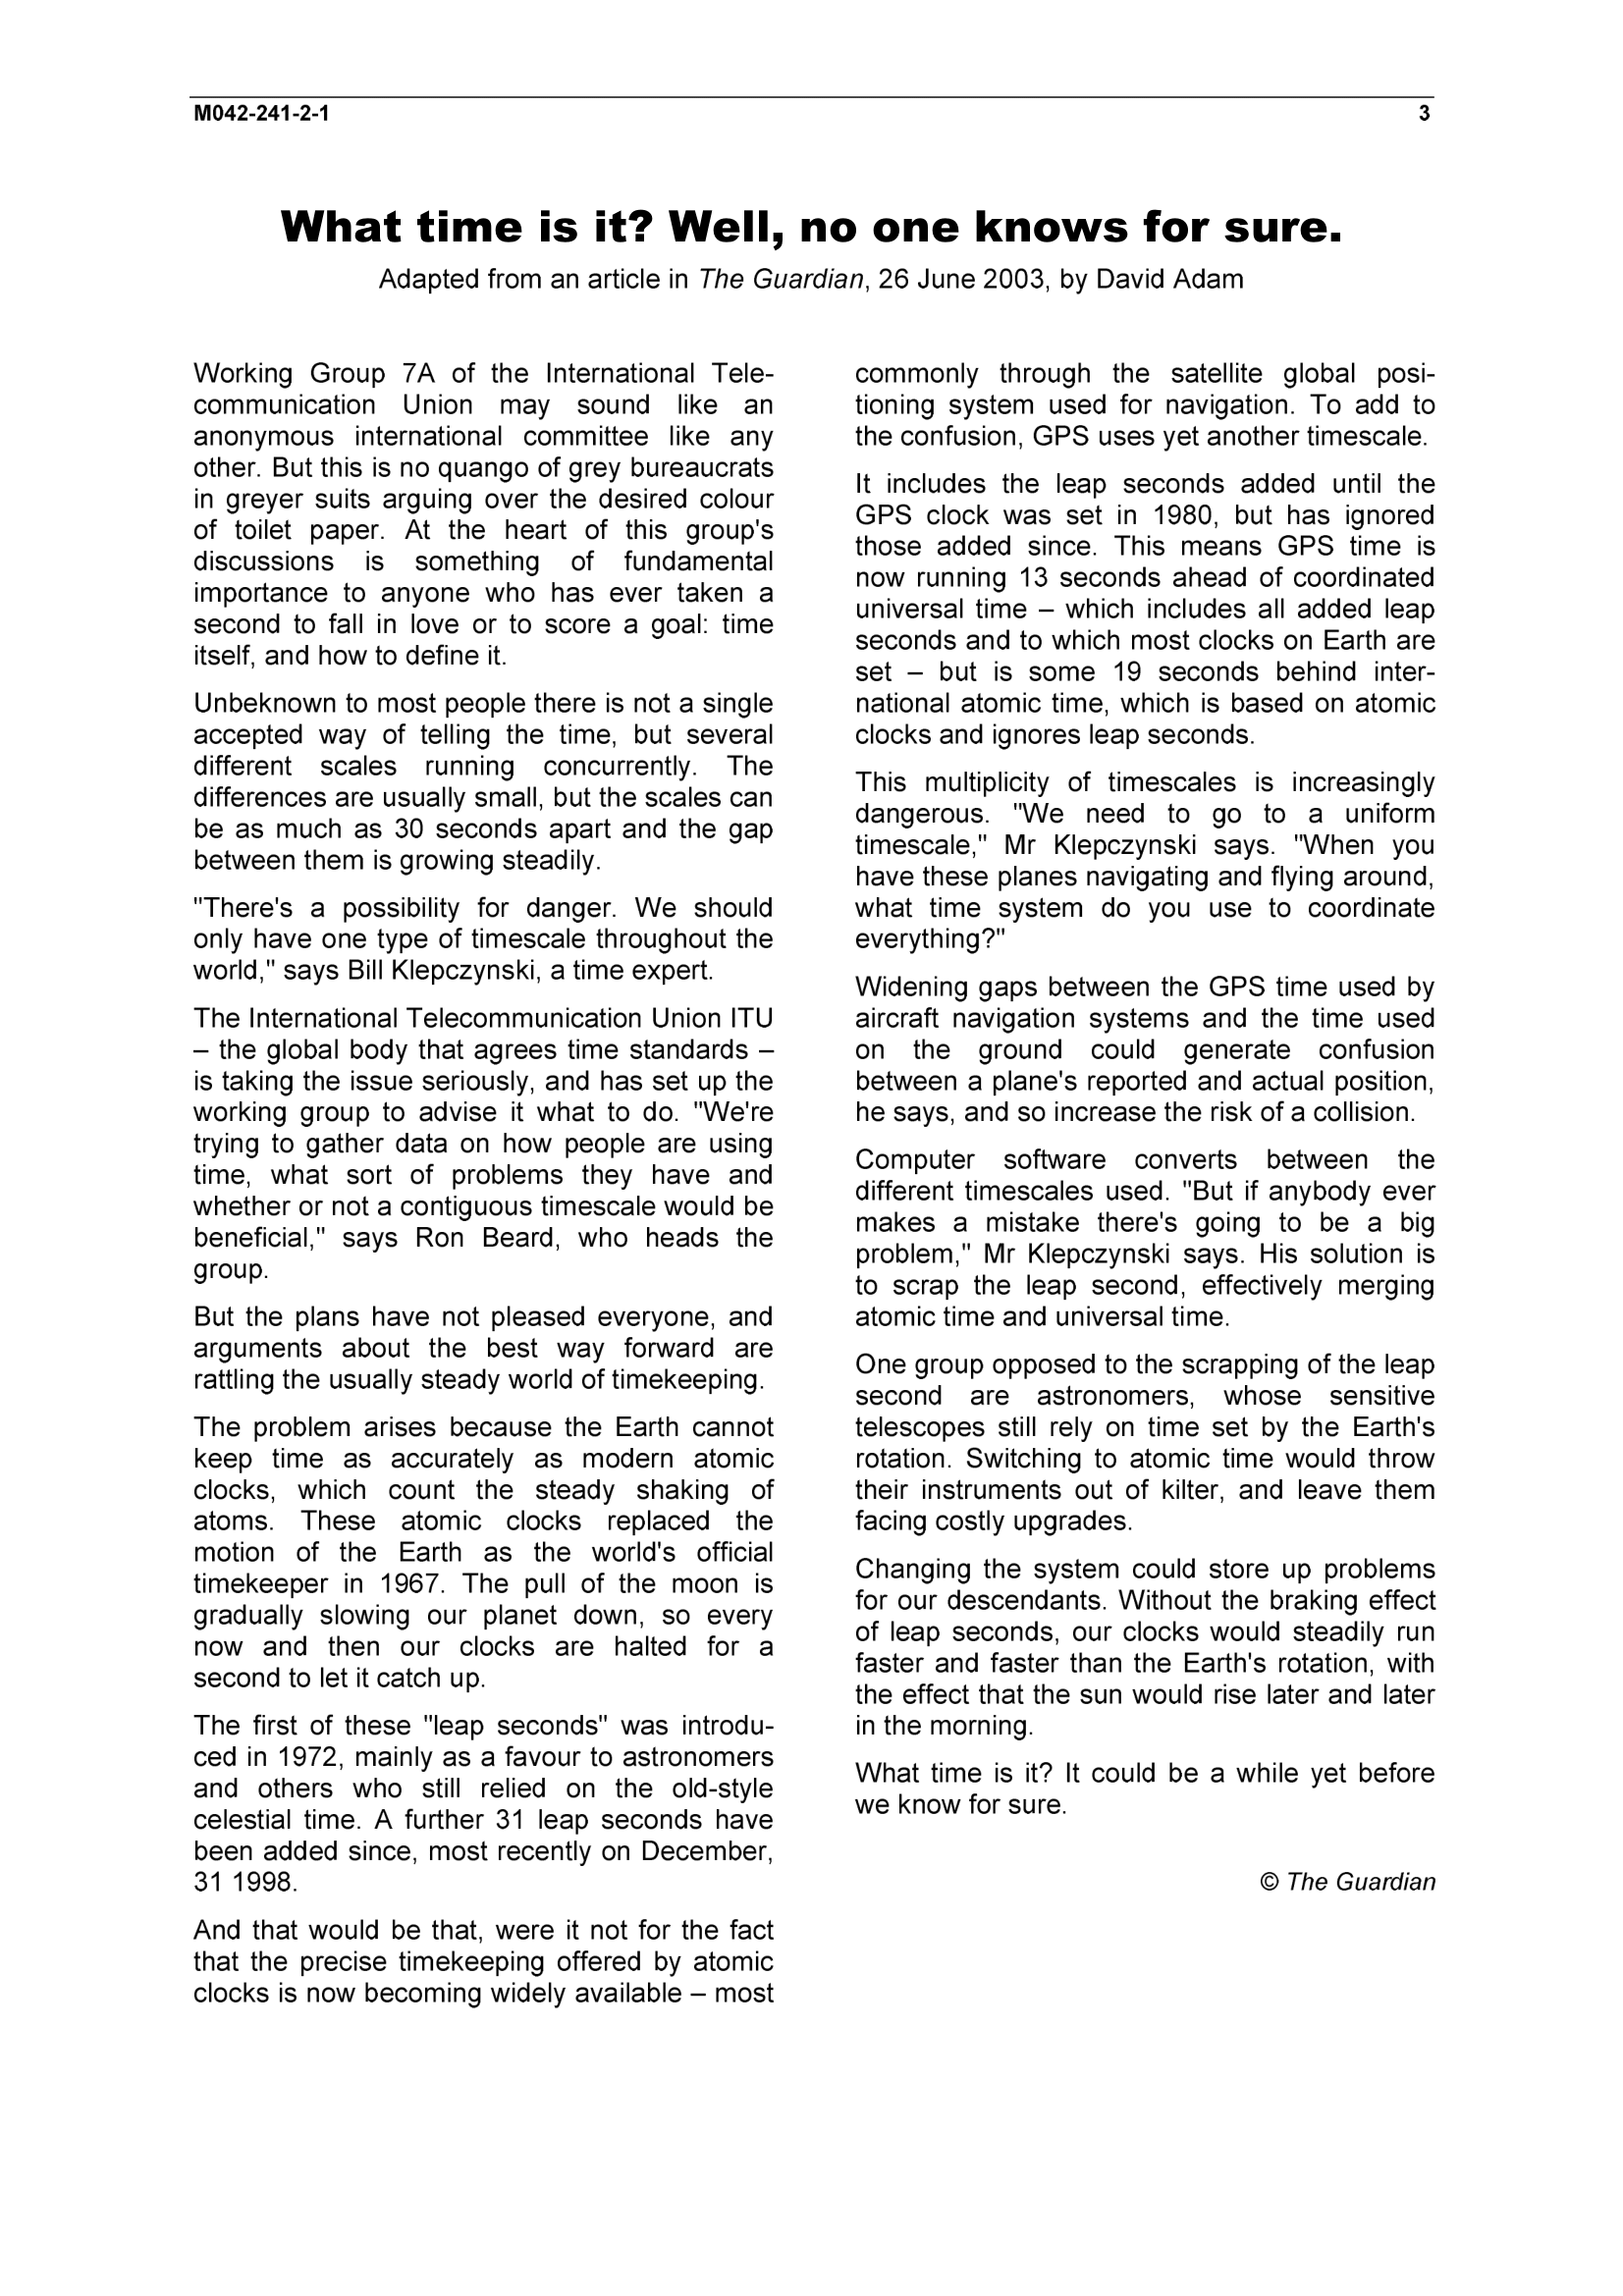 M042-241-2-1 3
What time is it? Well, no one knows for sure.
Adapted from an article in The Guardian, 26 June 2003, by David Adam
Working Group 7A of the International Tele-
communication Union may sound like an
anonymous international committee like any
other. But this is no quango of grey bureaucrats
in greyer suits arguing over the desired colour
of toilet paper. At the heart of this group's
discussions is something of fundamental
importance to anyone who has ever taken a
second to fall in love or to score a goal: time
itself, and how to define it.
Unbeknown to most people there is not a single
accepted way of telling the time, but several
different scales running concurrently. The
differences are usually small, but the scales can
be as much as 30 seconds apart and the gap
between them is growing steadily.
"There's a possibility for danger. We should
only have one type of timescale throughout the
world," says Bill Klepczynski, a time expert.
The International Telecommunication Union ITU
– the global body that agrees time standards –
is taking the issue seriously, and has set up the
working group to advise it what to do. "We're
trying to gather data on how people are using
time, what sort of problems they have and
whether or not a contiguous timescale would be
beneficial," says Ron Beard, who heads the
group.
But the plans have not pleased everyone, and
arguments about the best way forward are
rattling the usually steady world of timekeeping.
The problem arises because the Earth cannot
keep time as accurately as modern atomic
clocks, which count the steady shaking of
atoms. These atomic clocks replaced the
motion of the Earth as the world's official
timekeeper in 1967. The pull of the moon is
gradually slowing our planet down, so every
now and then our clocks are halted for a
second to let it catch up.
The first of these "leap seconds" was introdu-
ced in 1972, mainly as a favour to astronomers
and others who still relied on the old-style
celestial time. A further 31 leap seconds have
been added since, most recently on December,
31 1998.
And that would be that, were it not for the fact
that the precise timekeeping offered by atomic
clocks is now becoming widely available – most
commonly through the satellite global posi-
tioning system used for navigation. To add to
the confusion, GPS uses yet another timescale.
It includes the leap seconds added until the
GPS clock was set in 1980, but has ignored
those added since. This means GPS time is
now running 13 seconds ahead of coordinated
universal time – which includes all added leap
seconds and to which most clocks on Earth are
set – but is some 19 seconds behind inter-
national atomic time, which is based on atomic
clocks and ignores leap seconds.
This multiplicity of timescales is increasingly
dangerous. "We need to go to a uniform
timescale," Mr Klepczynski says. "When you
have these planes navigating and flying around,
what time system do you use to coordinate
everything?"
Widening gaps between the GPS time used by
aircraft navigation systems and the time used
on the ground could generate confusion
between a plane's reported and actual position,
he says, and so increase the risk of a collision.
Computer software converts between the
different timescales used. "But if anybody ever
makes a mistake there's going to be a big
problem," Mr Klepczynski says. His solution is
to scrap the leap second, effectively merging
atomic time and universal time.
One group opposed to the scrapping of the leap
second are astronomers, whose sensitive
telescopes still rely on time set by the Earth's
rotation. Switching to atomic time would throw
their instruments out of kilter, and leave them
facing costly upgrades.
Changing the system could store up problems
for our descendants. Without the braking effect
of leap seconds, our clocks would steadily run
faster and faster than the Earth's rotation, with
the effect that the sun would rise later and later
in the morning.
What time is it? It could be a while yet before
we know for sure.
© The Guardian